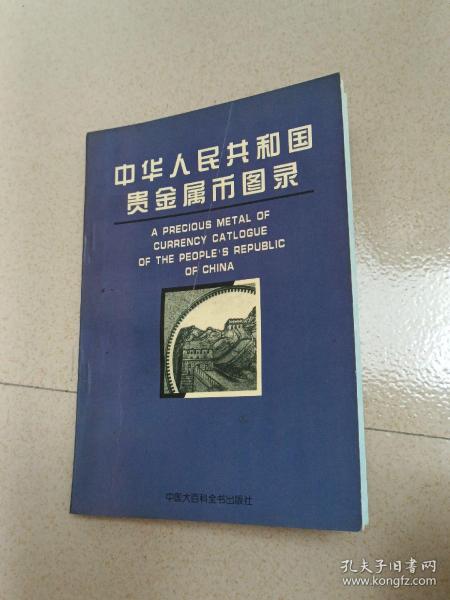 中华人民共和国
贵金属币图录
A PRECIOUS METAL OF
CURRENCY CATLOGUE
OF THE PEOPLE'S REPUBLIC
OF CHINA
中国大百科全书出版社
孔夫子旧书网
www.kongfz.com